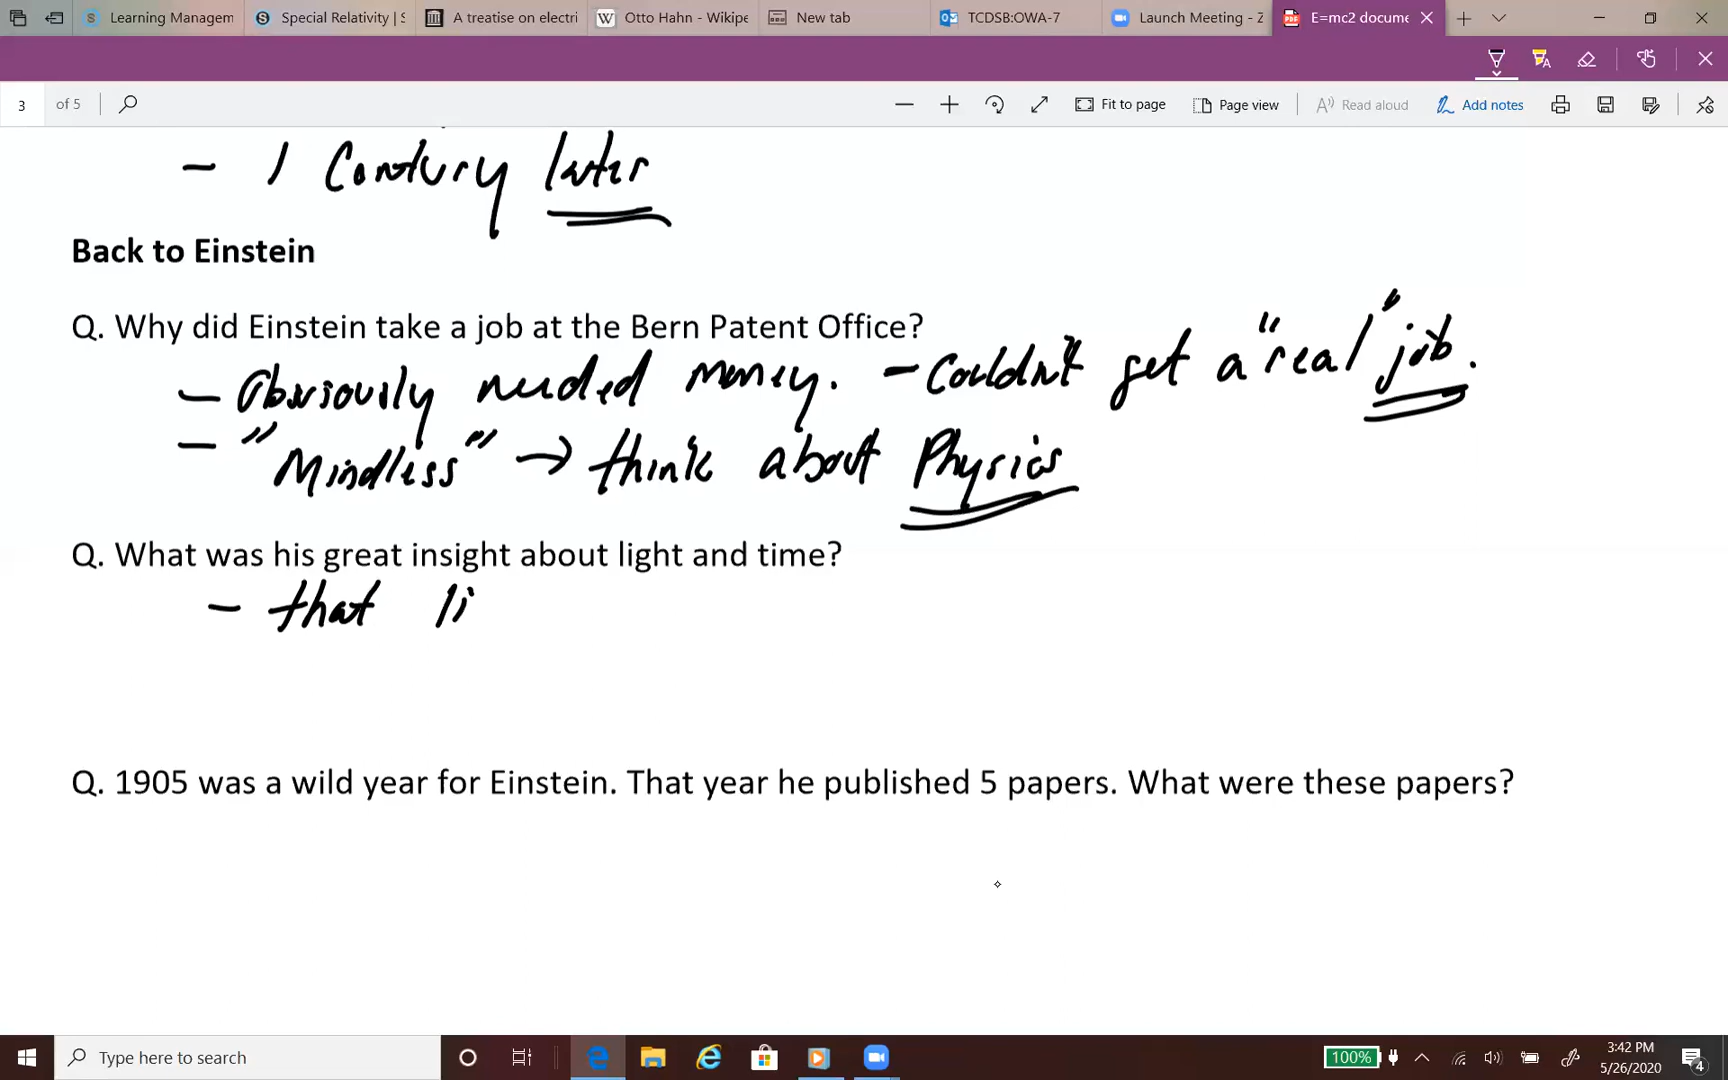 Learning Managem
Special Relativity | S
A treatise on electri
Otto Hahn - Wikipe
New tab
TCDSB:OWA-7
Launch Meeting - Z
E=mc2 docume
3 of 5
Fit to page
Page view
Read aloud
Add notes
- 1 Century later
Back to Einstein
Q. Why did Einstein take a job at the Bern Patent Office?
- Obviously needed money. - Couldn't get a "real" job.
- "Mindless" → think about Physics
Q. What was his great insight about light and time?
- that li
Q. 1905 was a wild year for Einstein. That year he published 5 papers. What were these papers?
Type here to search
100%
3:42 PM
5/26/2020
4